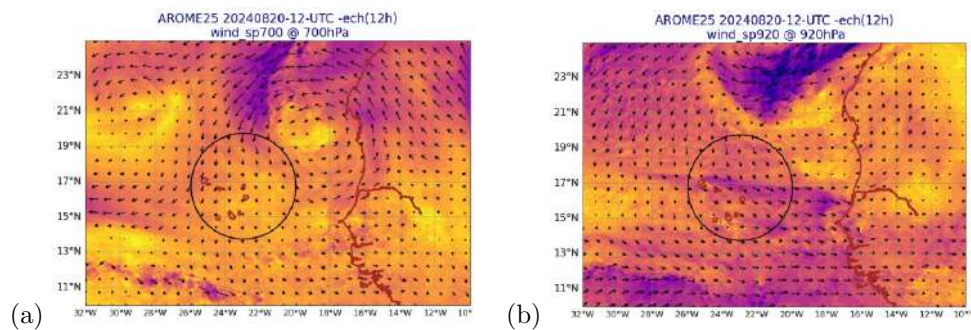 AROME25 20240820-12-UTC -ech(12h)
wind_sp700 @ 700hPa
23°N
21°N
19°N
17°N
15°N
13°N
11°N
32°W 30°W 28°W 26°W 24°W 22°W 20°W 18°W 16°W 14°W 12°W 10°
(a)
AROME25 20240820-12-UTC -ech(12h)
wind_sp920 @ 920hPa
23°N
21°N
19°N
17°N
15°N
13°N
11°N
32°W 30°W 28°W 26°W 24°W 22°W 20°W 18°W 16°W 14°W 12°W 10°
(b)